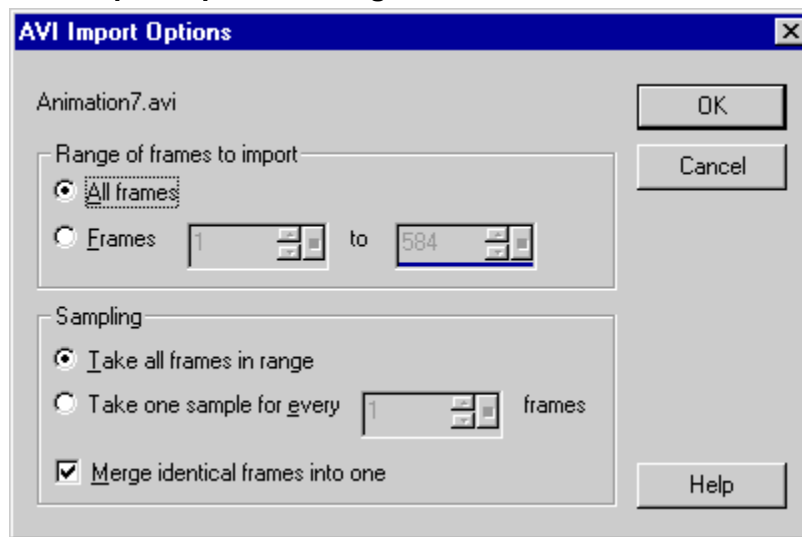 AVI Import Options
Animation7.avi
OK
Range of frames to import
Cancel
All frames
Frames 1 to 584
Sampling
Take all frames in range
Take one sample for every 1 frames
Merge identical frames into one
Help